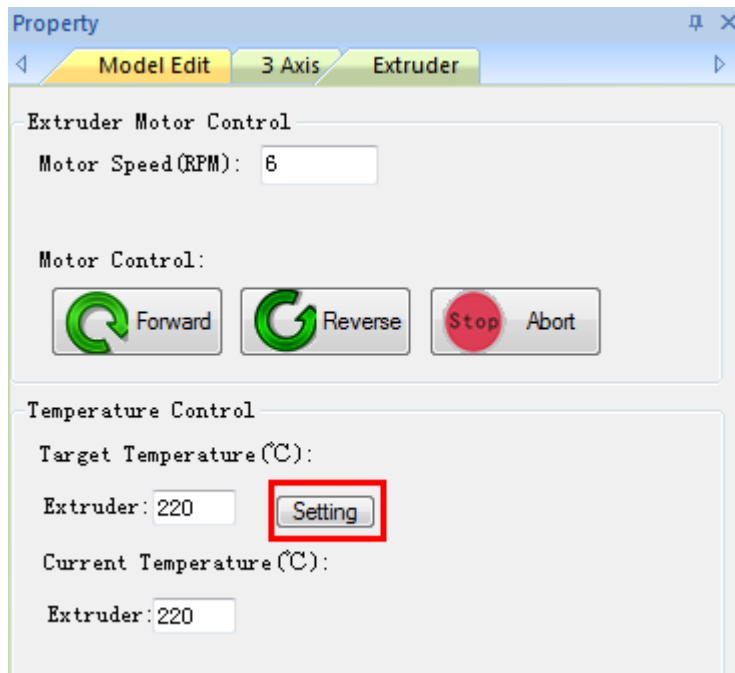 Property
Model Edit 3 Axis Extruder
Extruder Motor Control
Motor Speed(RPM): 6
Motor Control:
Forward Reverse Stop Abort
Temperature Control
Target Temperature(℃):
Extruder: 220 Setting
Current Temperature(℃):
Extruder: 220